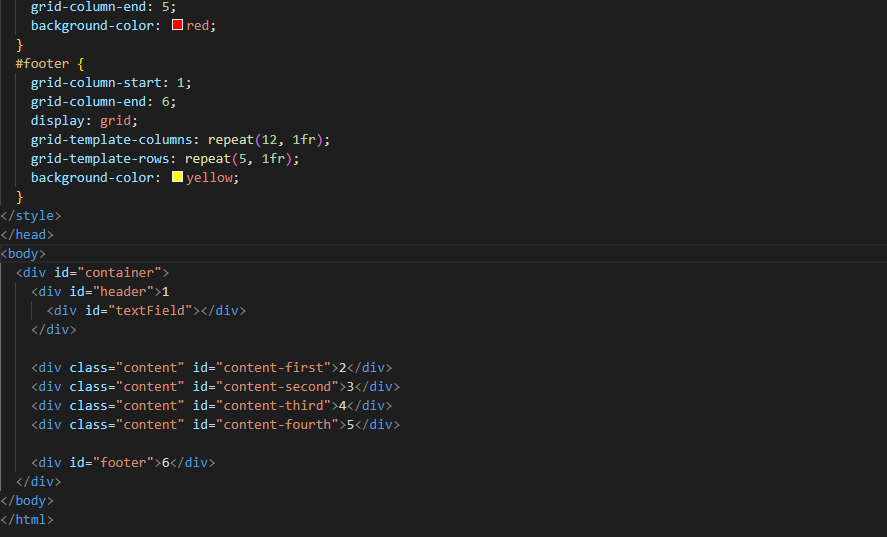 grid-column-end: 5;
    background-color: red;
  }
  #footer {
    grid-column-start: 1;
    grid-column-end: 6;
    display: grid;
    grid-template-columns: repeat(12, 1fr);
    grid-template-rows: repeat(5, 1fr);
    background-color: yellow;
  }
</style>
</head>
<body>
  <div id="container">
    <div id="header">1
      <div id="textField"></div>
    </div>

    <div class="content" id="content-first">2</div>
    <div class="content" id="content-second">3</div>
    <div class="content" id="content-third">4</div>
    <div class="content" id="content-fourth">5</div>

    <div id="footer">6</div>
  </div>
</body>
</html>